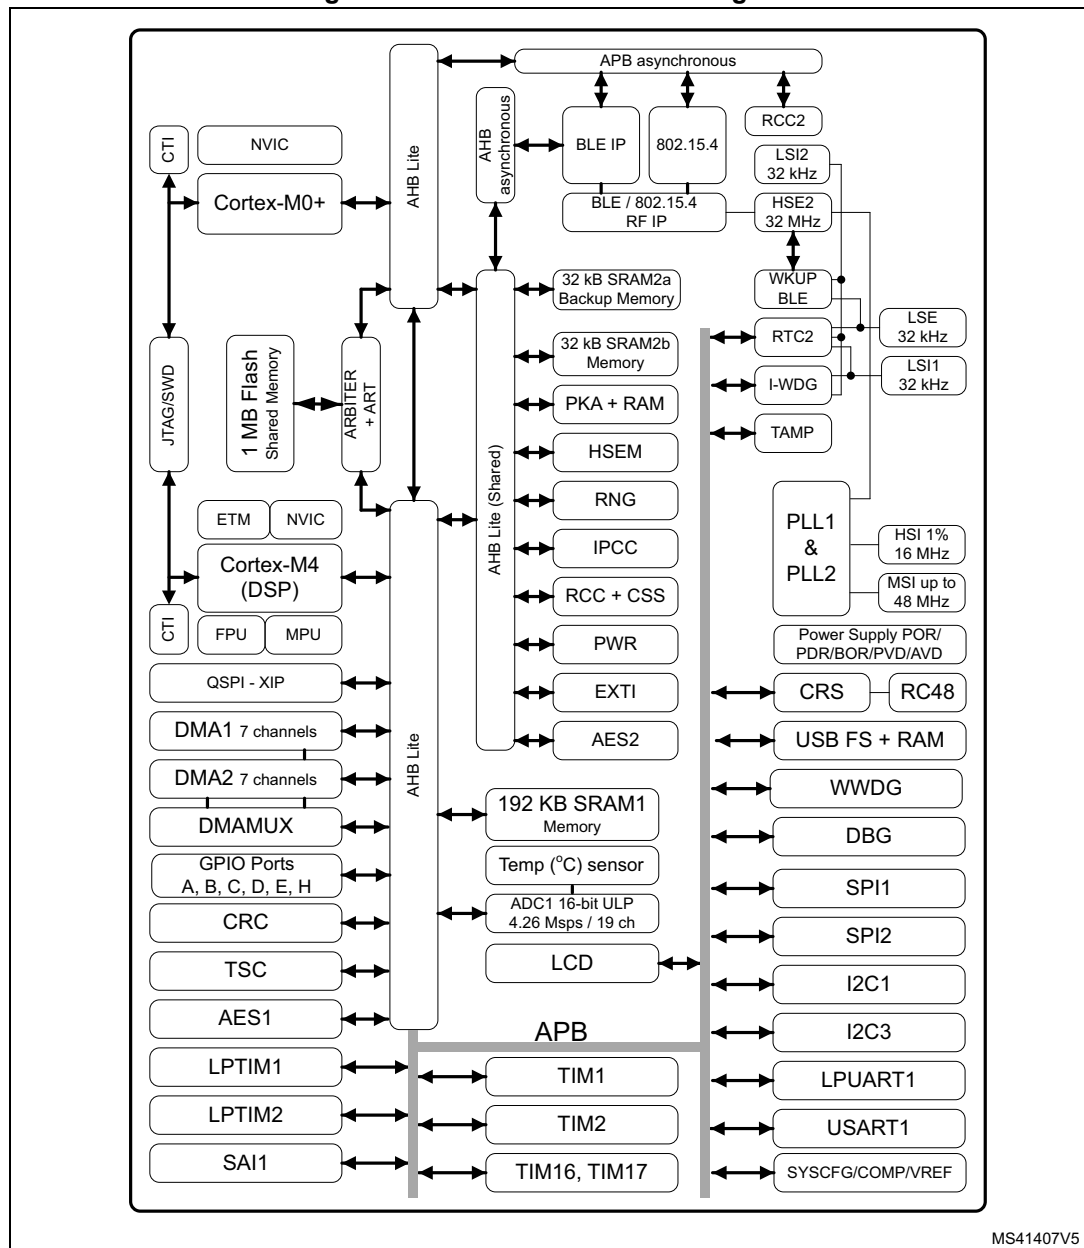 APB asynchronous
AHB Lite
AHB
asynchronous
BLE IP
802.15.4
RCC2
CTI
NVIC
Cortex-M0+
LSI2
32 kHz
BLE / 802.15.4
RF IP
HSE2
32 MHz
32 kB SRAM2a
Backup Memory
WKUP
BLE
LSE
32 kHz
JTAG/SWD
1 MB Flash
Shared Memory
ARBITER
+ ART
32 kB SRAM2b
Memory
RTC2
LSI1
32 kHz
PKA + RAM
I-WDG
HSEM
TAMP
AHB Lite (Shared)
RNG
ETM
NVIC
PLL1
&
PLL2
HSI 1%
16 MHz
IPCC
Cortex-M4
(DSP)
MSI up to
48 MHz
RCC + CSS
CTI
FPU
MPU
PWR
Power Supply POR/
PDR/BOR/PVD/AVD
QSPI - XIP
EXTI
CRS
RC48
DMA1 7 channels
AHB Lite
AES2
USB FS + RAM
DMA2 7 channels
WWDG
192 KB SRAM1
Memory
DMAMUX
DBG
GPIO Ports
A, B, C, D, E, H
Temp (°C) sensor
SPI1
CRC
ADC1 16-bit ULP
4.26 Msps / 19 ch
SPI2
TSC
LCD
I2C1
AES1
APB
I2C3
LPTIM1
TIM1
LPUART1
LPTIM2
TIM2
USART1
SAI1
TIM16, TIM17
SYSCFG/COMP/VREF
MS41407V5